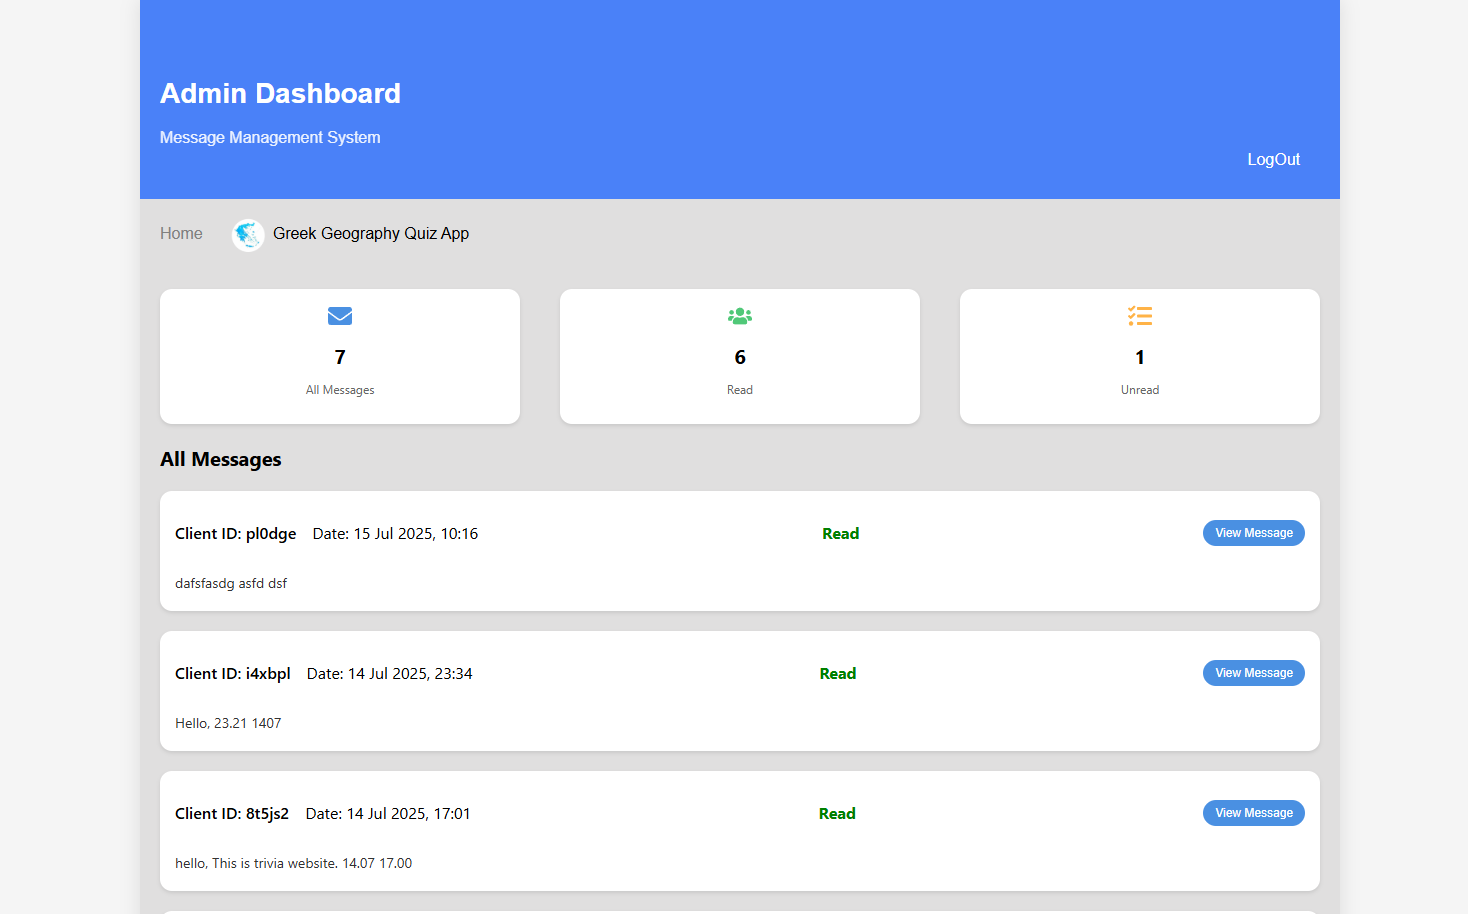 Admin Dashboard
Message Management System
LogOut
Home Greek Geography Quiz App
7
All Messages
6
Read
1
Unread
All Messages
Client ID: pl0dge Date: 15 Jul 2025, 10:16 Read View Message
dafsfasdg asfd dsf
Client ID: i4xbpl Date: 14 Jul 2025, 23:34 Read View Message
Hello, 23.21 1407
Client ID: 8t5js2 Date: 14 Jul 2025, 17:01 Read View Message
hello, This is trivia website. 14.07 17.00